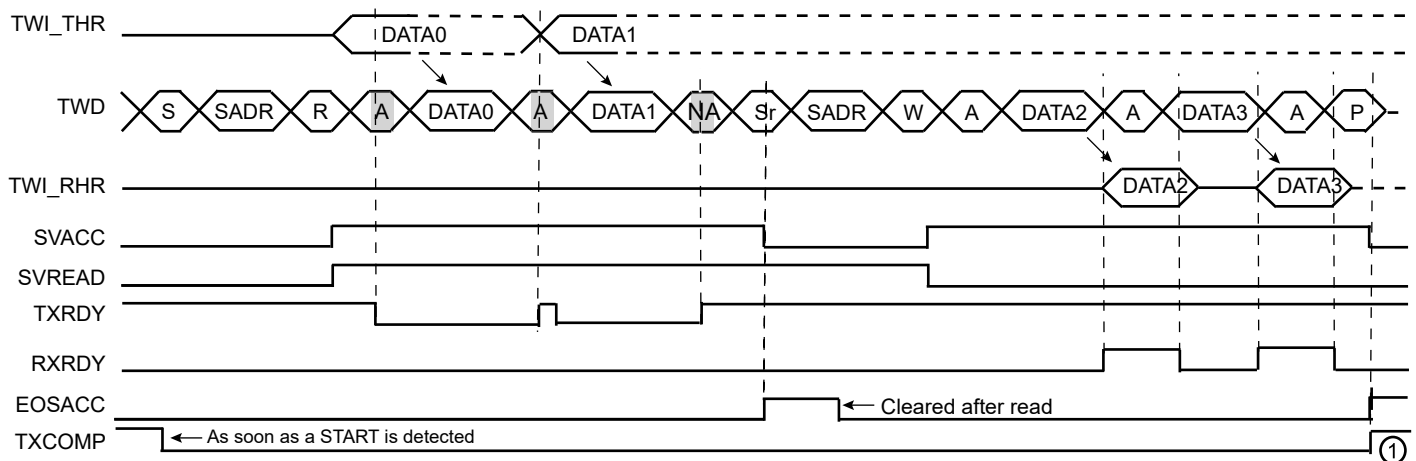 TWI_THR DATA0 DATA1
TWD S SADR R A DATA0 A DATA1 NA Sr SADR W A DATA2 A DATA3 A P
TWI_RHR DATA2 DATA3
SVACC
SVREAD
TXRDY
RXRDY
EOSACC Cleared after read
TXCOMP As soon as a START is detected 1